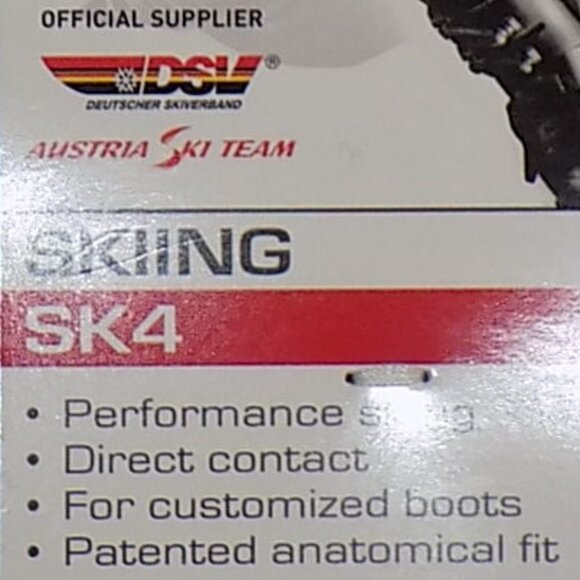 OFFICIAL SUPPLIER
DSV®
DEUTSCHER SKIVERBAND
AUSTRIA SKI TEAM
SKIING
SK4
• Performance
• Direct contact
• For customized boots
• Patented anatomical fit